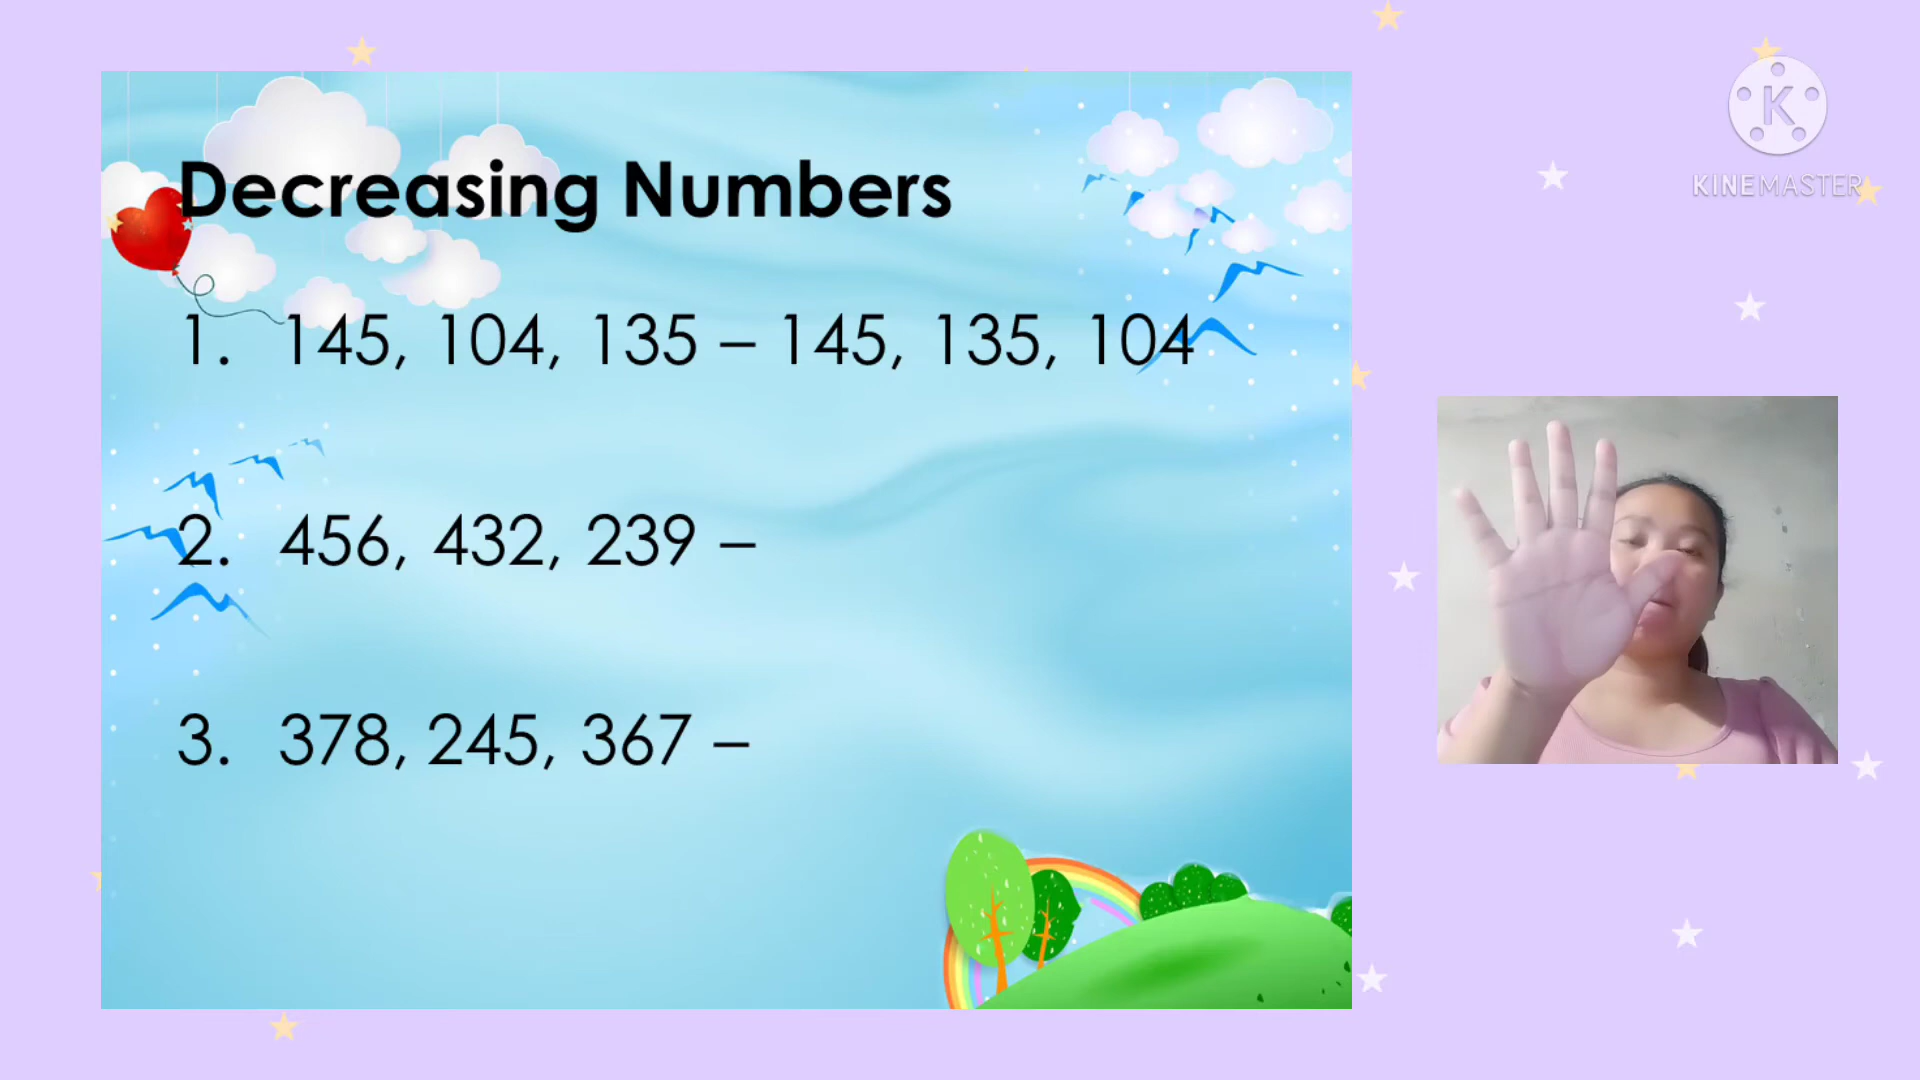 Decreasing Numbers
1. 145, 104, 135 – 145, 135, 104
2. 456, 432, 239 –
3. 378, 245, 367 –
K
KINEMASTER